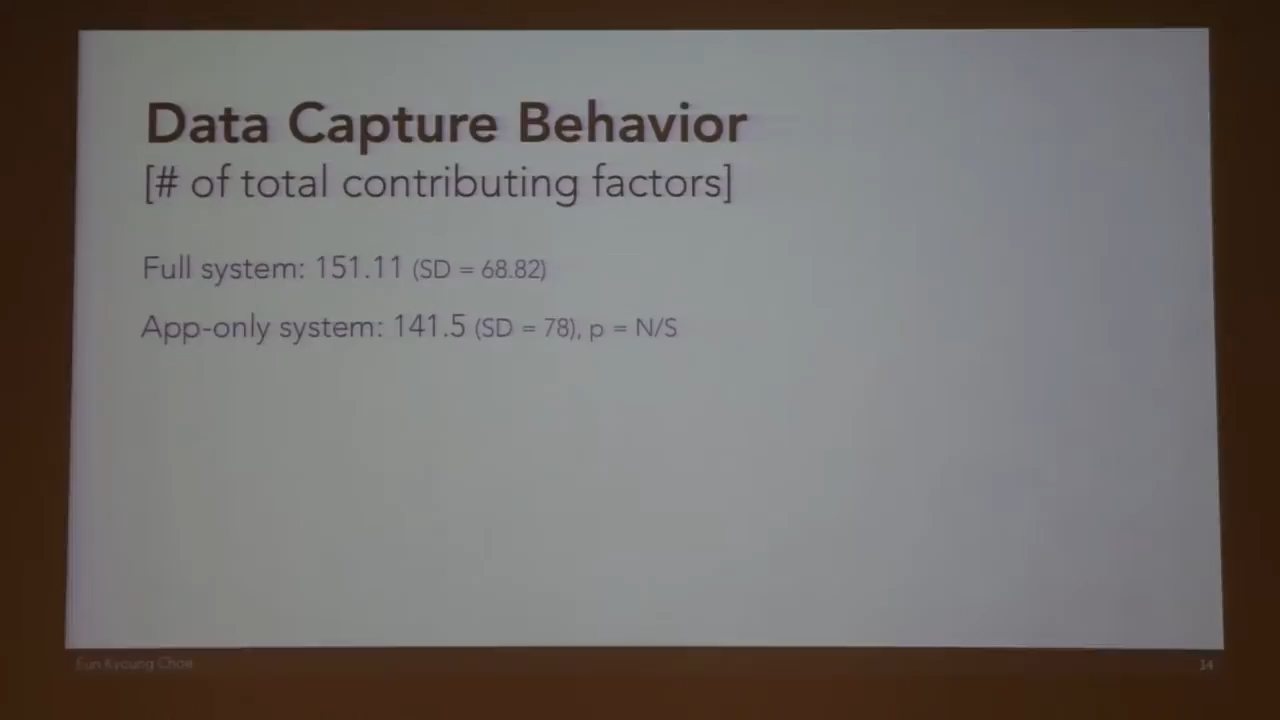 Data Capture Behavior
[# of total contributing factors]
Full system: 151.11 (SD = 68.82)
App-only system: 141.5 (SD = 78), p = N/S
Eun Kyoung Choe
14